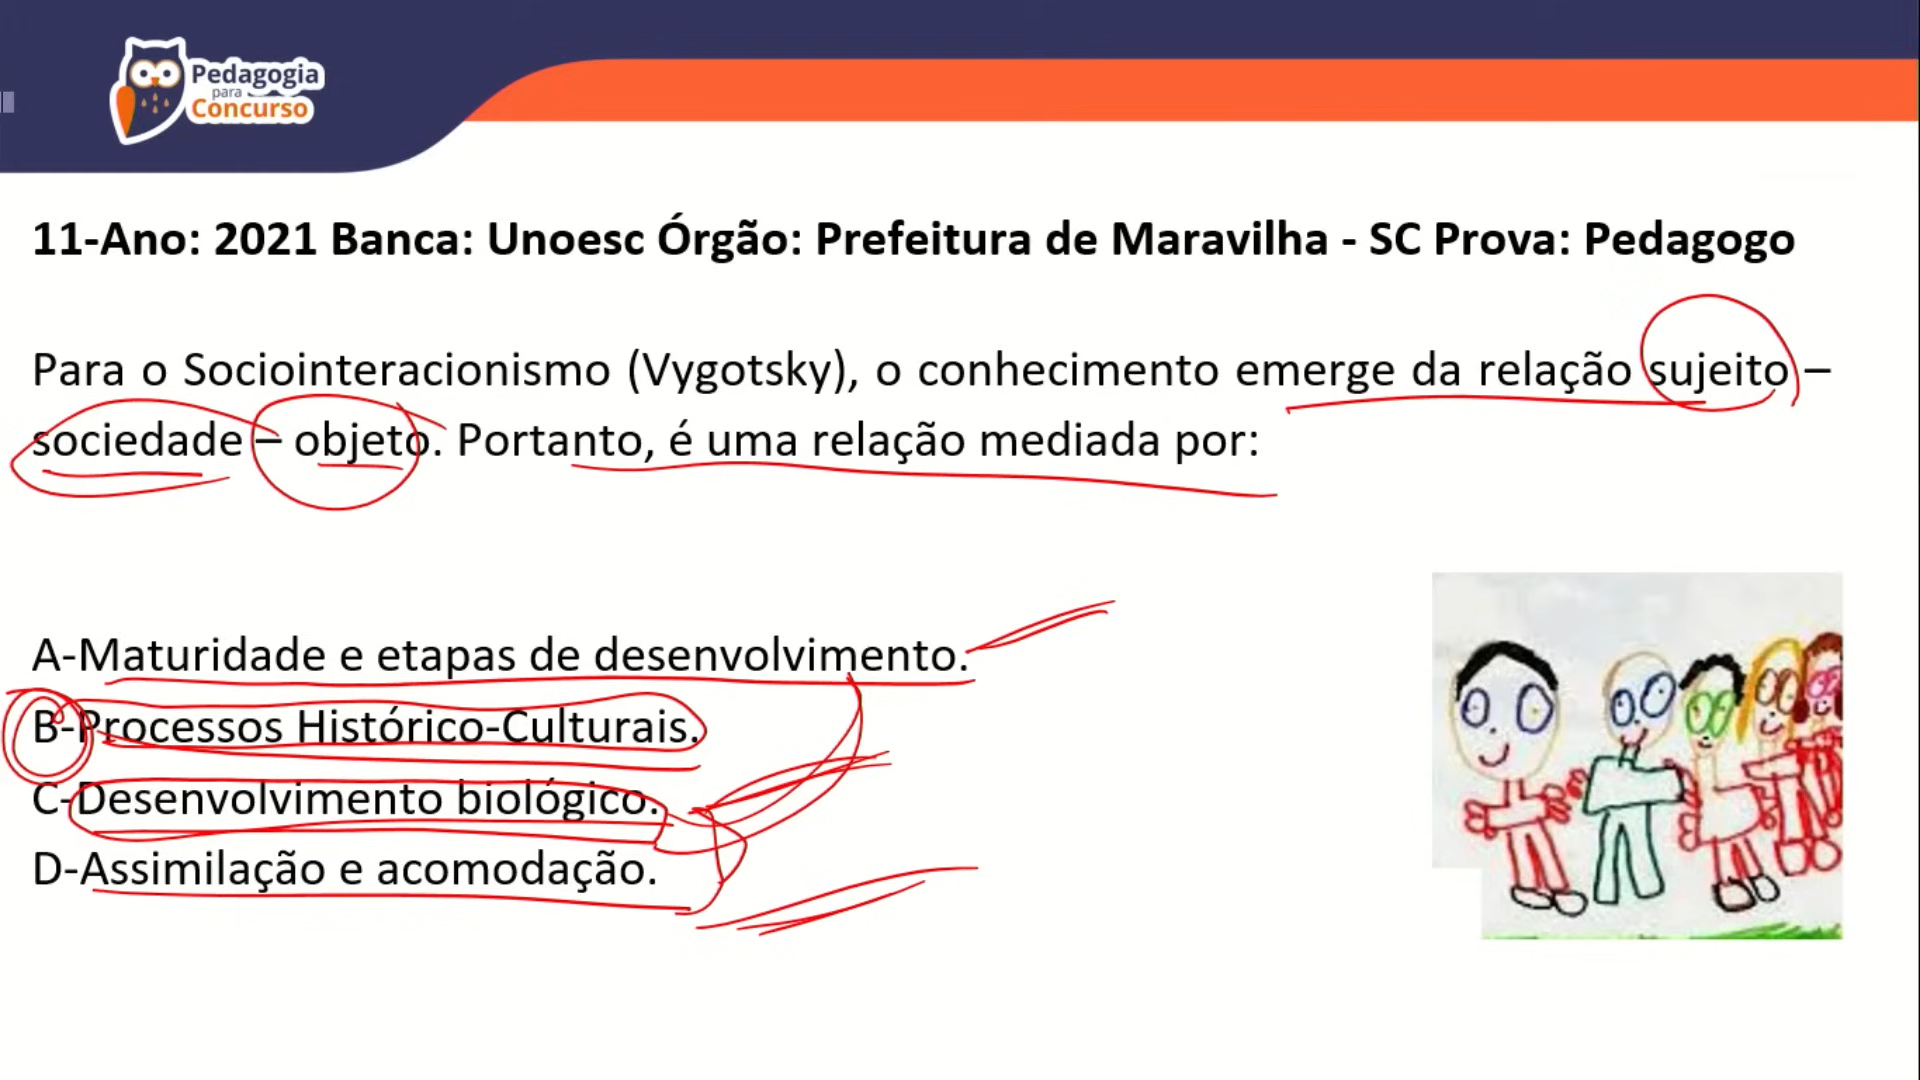 Pedagogia
para
Concurso
11-Ano: 2021 Banca: Unoesc Órgão: Prefeitura de Maravilha - SC Prova: Pedagogo
Para o Sociointeracionismo (Vygotsky), o conhecimento emerge da relação sujeito –
sociedade – objeto. Portanto, é uma relação mediada por:
A-Maturidade e etapas de desenvolvimento.
B-Processos Histórico-Culturais.
C-Desenvolvimento biológico.
D-Assimilação e acomodação.